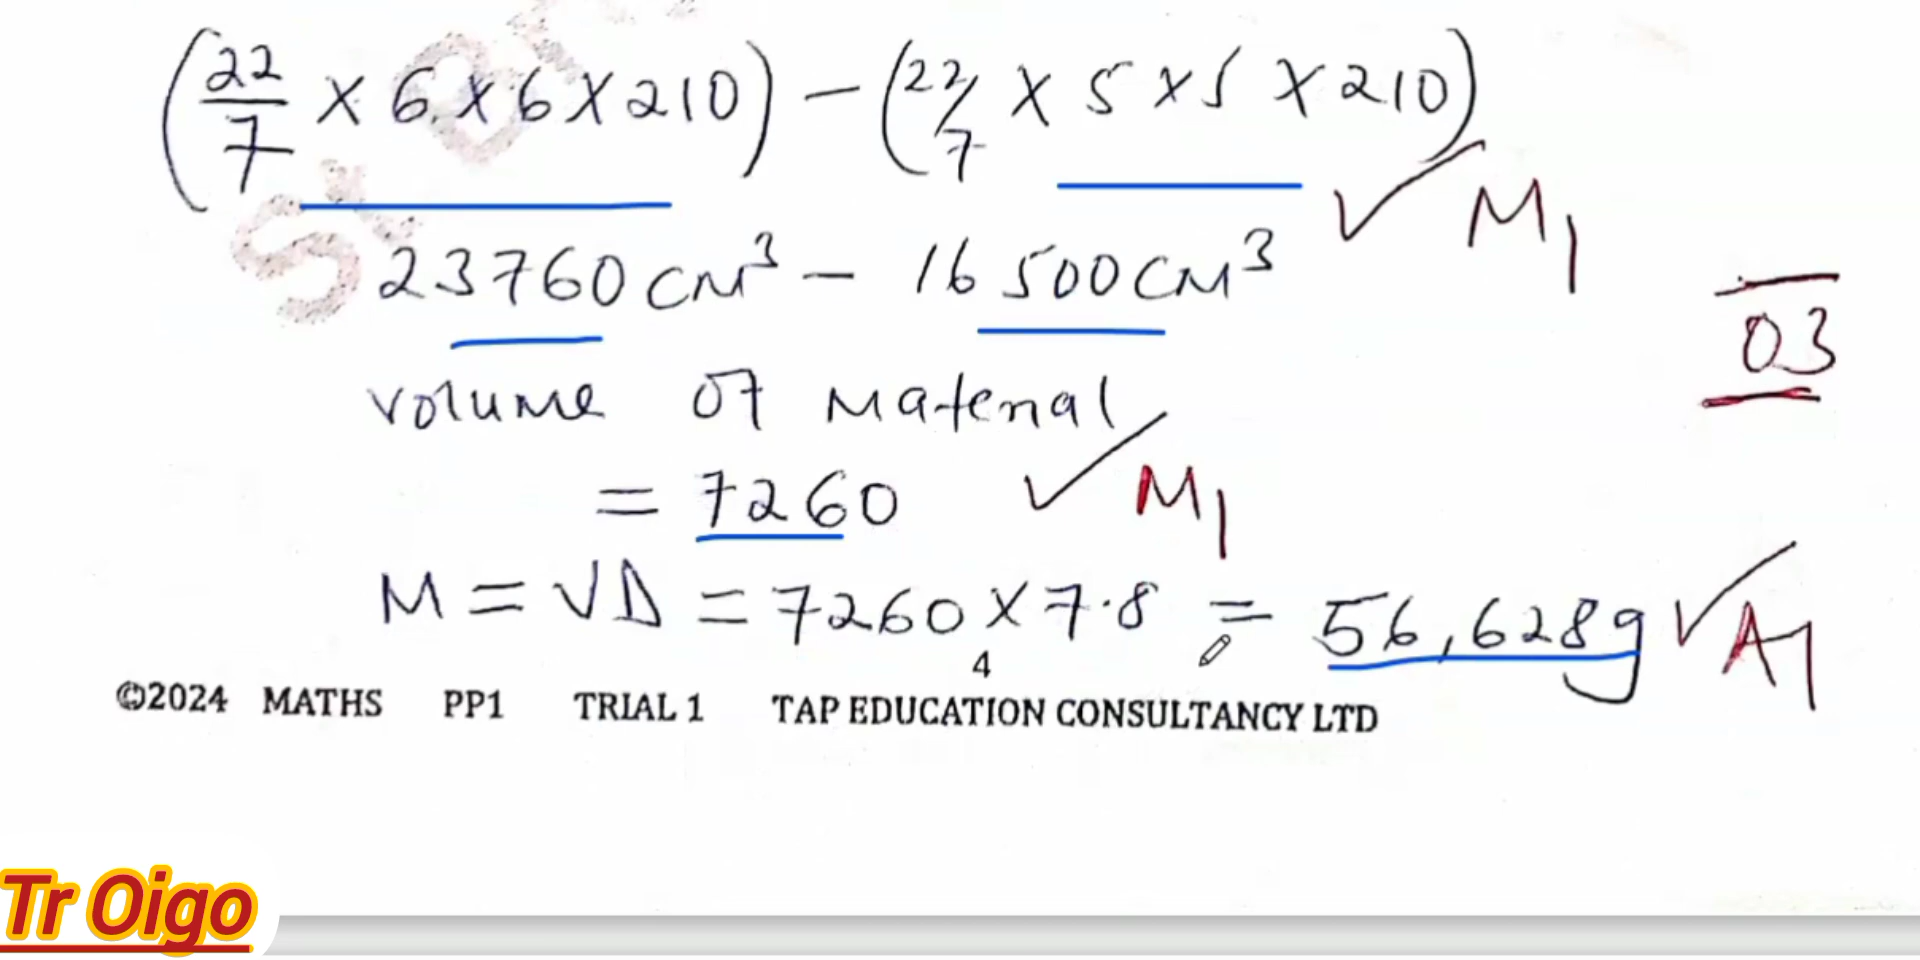 (22/7 × 6 × 6 × 210) – (22/7 × 5 × 5 × 210)
✓ M1
23760 cm³ – 16500 cm³
03
volume of material
= 7260 ✓ M1
M = VD = 7260 × 7.8 = 56,628g ✓ A1
4
©2024 MATHS PP1 TRIAL 1 TAP EDUCATION CONSULTANCY LTD
Tr Oigo